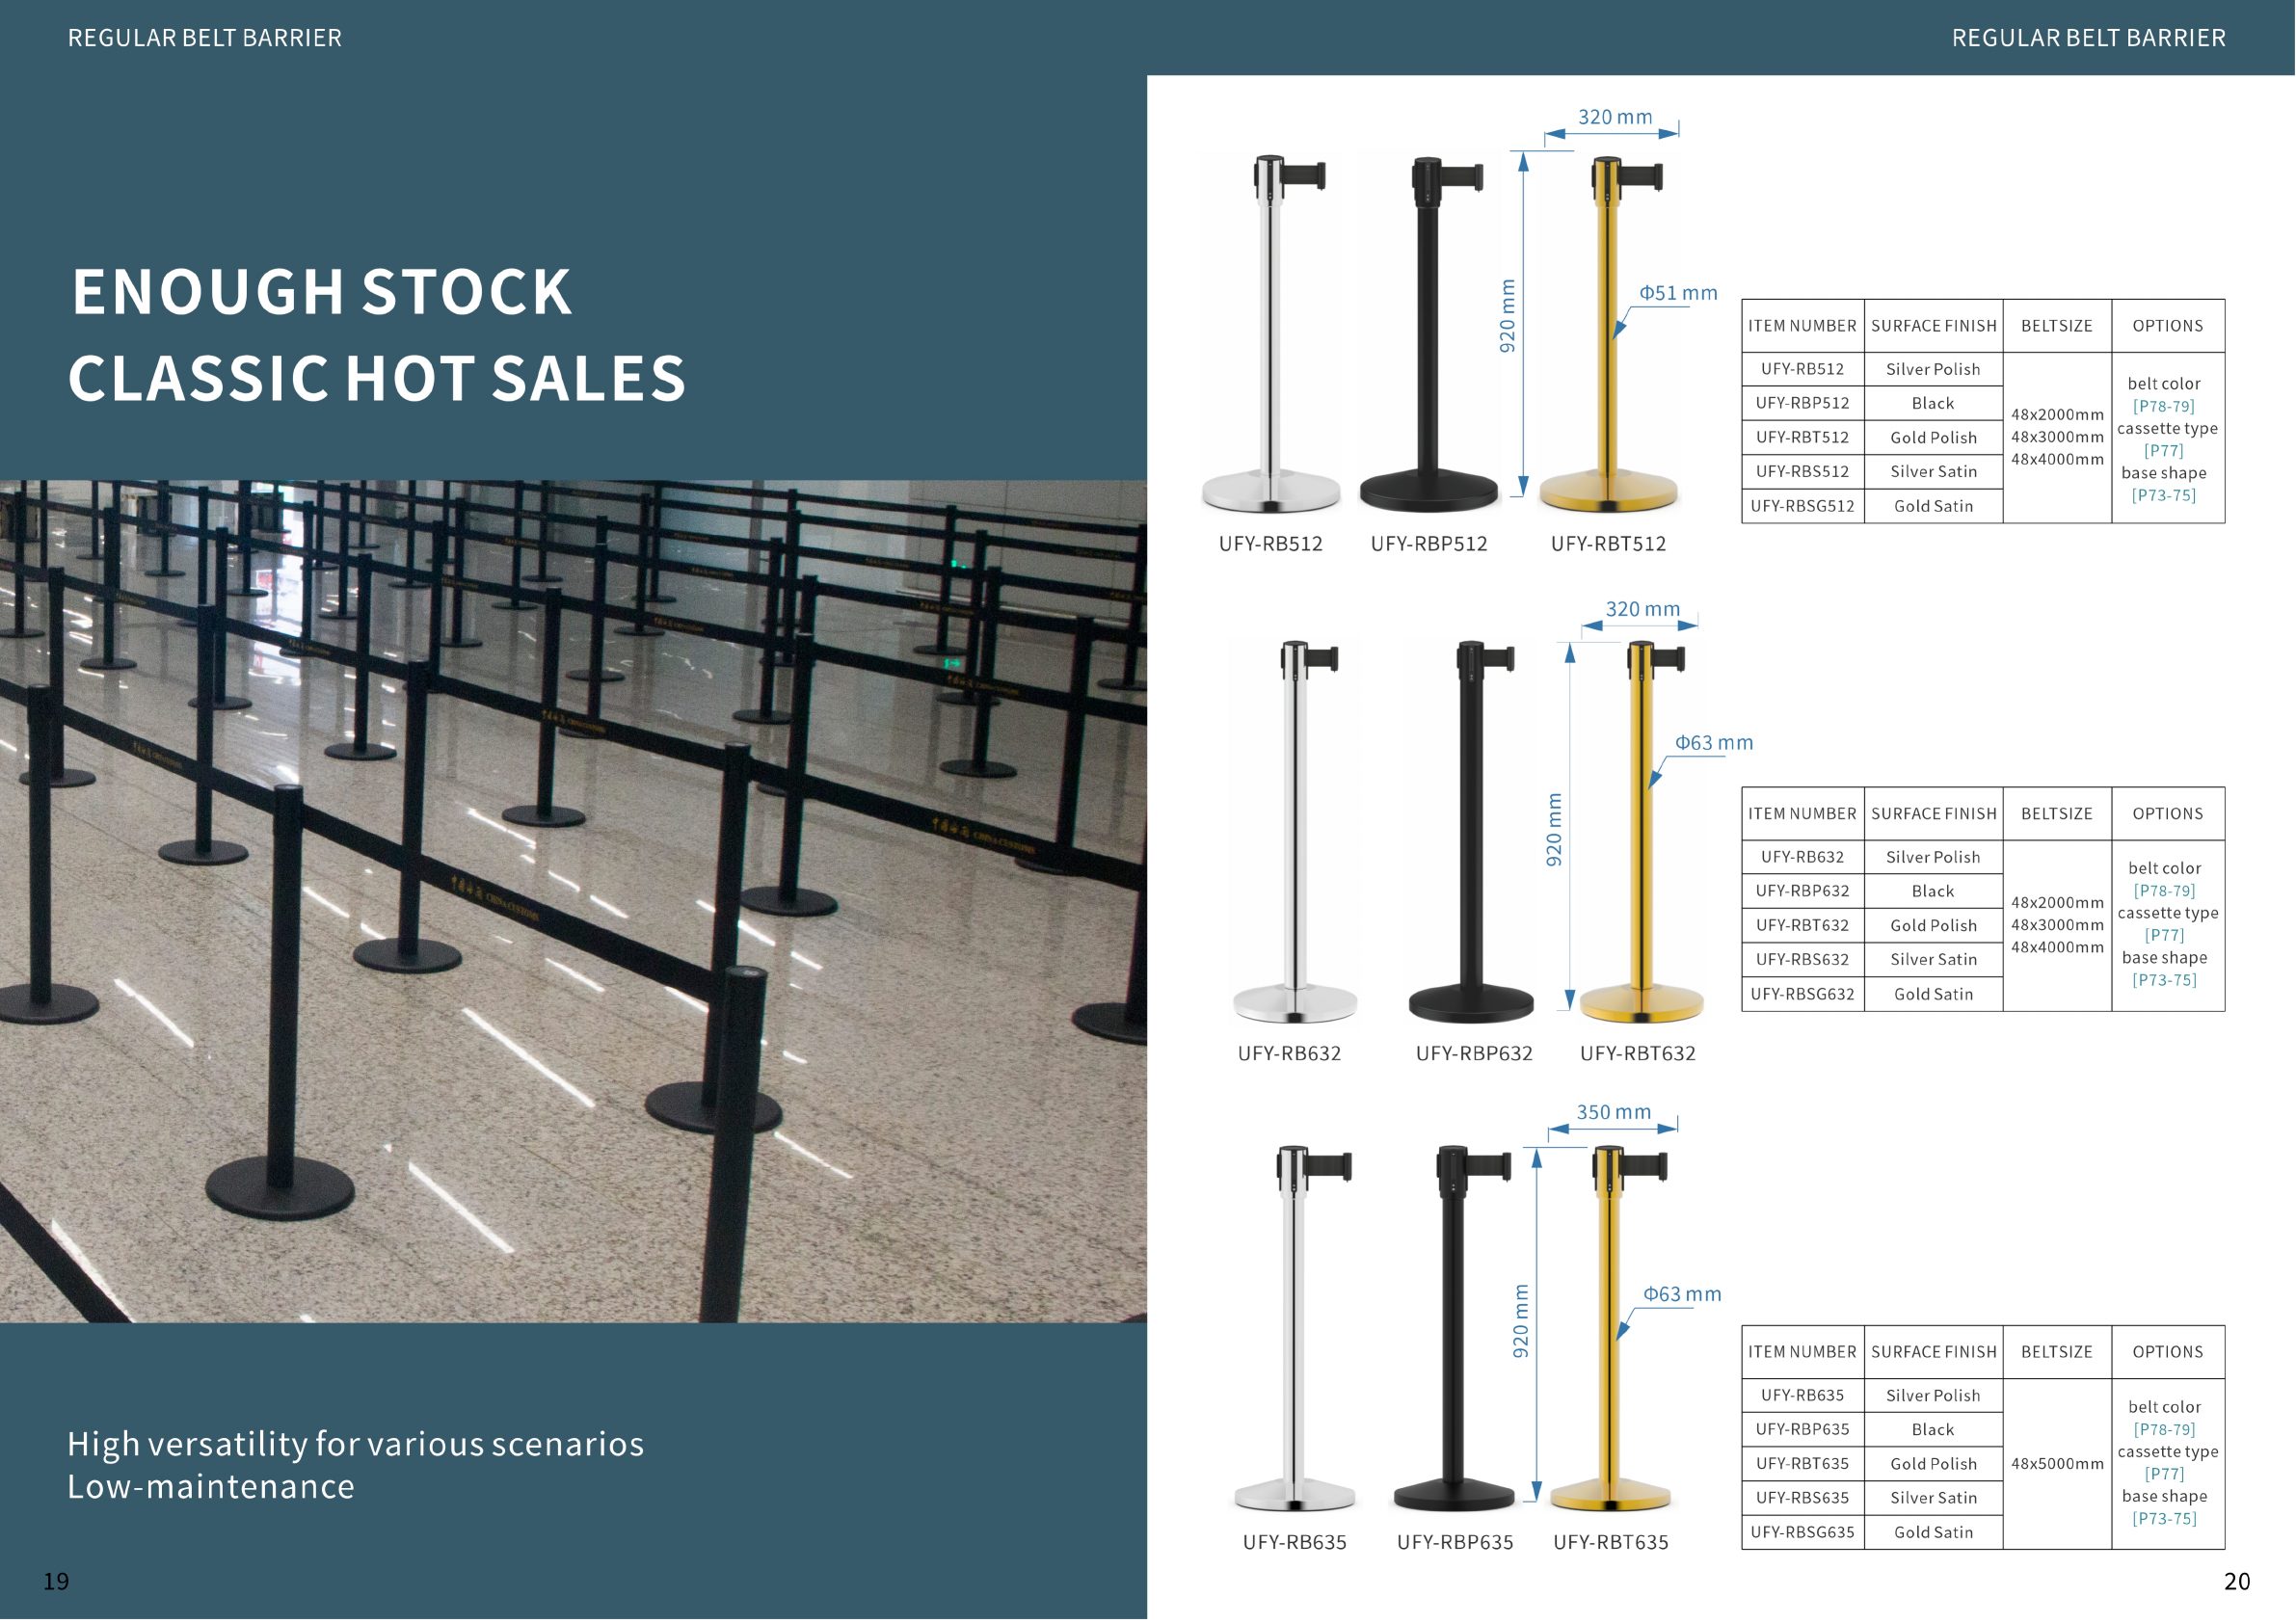 REGULAR BELT BARRIER
REGULAR BELT BARRIER
ENOUGH STOCK
CLASSIC HOT SALES
High versatility for various scenarios
Low-maintenance
19
320 mm
920 mm
Φ51 mm
UFY-RB512 UFY-RBP512 UFY-RBT512
ITEM NUMBER SURFACE FINISH BELTSIZE OPTIONS
UFY-RB512 Silver Polish
UFY-RBP512 Black
UFY-RBT512 Gold Polish
UFY-RBS512 Silver Satin
UFY-RBSG512 Gold Satin
48x2000mm
48x3000mm
48x4000mm
belt color
[P78-79]
cassette type
[P77]
base shape
[P73-75]
320 mm
920 mm
Φ63 mm
UFY-RB632 UFY-RBP632 UFY-RBT632
ITEM NUMBER SURFACE FINISH BELTSIZE OPTIONS
UFY-RB632 Silver Polish
UFY-RBP632 Black
UFY-RBT632 Gold Polish
UFY-RBS632 Silver Satin
UFY-RBSG632 Gold Satin
48x2000mm
48x3000mm
48x4000mm
belt color
[P78-79]
cassette type
[P77]
base shape
[P73-75]
350 mm
920 mm
Φ63 mm
UFY-RB635 UFY-RBP635 UFY-RBT635
ITEM NUMBER SURFACE FINISH BELTSIZE OPTIONS
UFY-RB635 Silver Polish
UFY-RBP635 Black
UFY-RBT635 Gold Polish
UFY-RBS635 Silver Satin
UFY-RBSG635 Gold Satin
48x5000mm
belt color
[P78-79]
cassette type
[P77]
base shape
[P73-75]
20